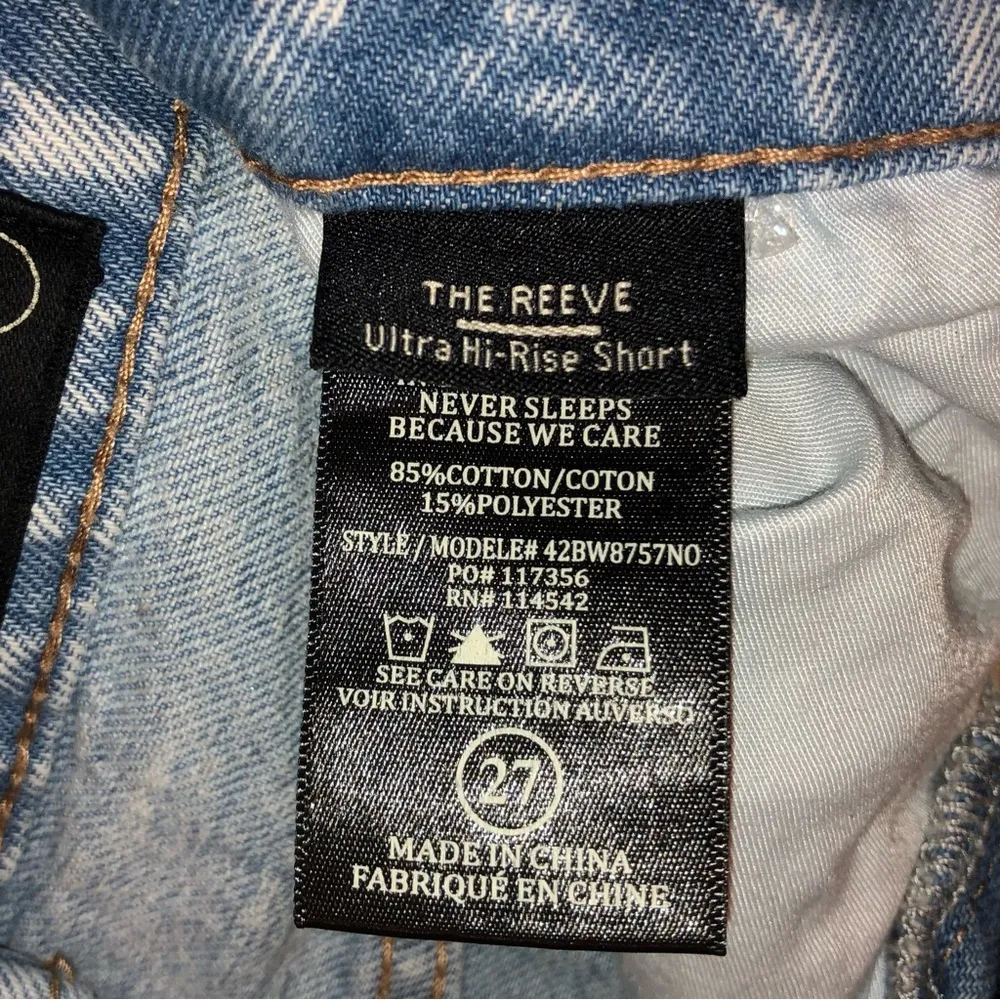 THE REEVE
Ultra Hi-Rise Short
NEVER SLEEPS
BECAUSE WE CARE
85%COTTON/COTON
15%POLYESTER
STYLE / MODELE# 42BW8757NO
PO# 117356
RN# 114542
SEE CARE ON REVERSE
VOIR INSTRUCTION AUVERSO
27
MADE IN CHINA
FABRIQUÉ EN CHINE